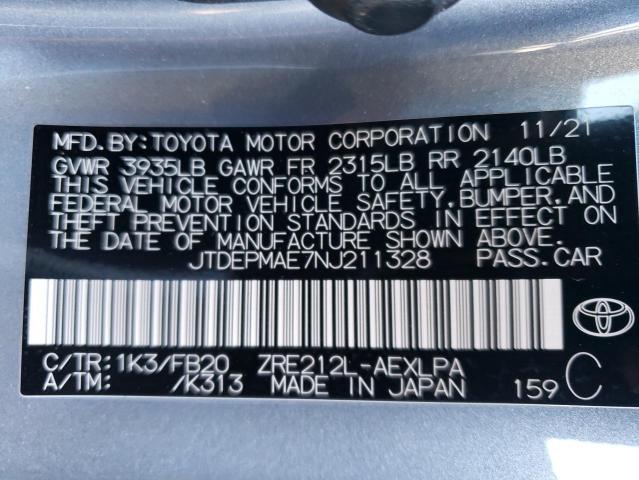 MFD.BY:TOYOTA MOTOR CORPORATION 11/21
GVWR 3935LB GAWR FR 2315LB RR 2140LB
THIS VEHICLE CONFORMS TO ALL APPLICABLE
FEDERAL MOTOR VEHICLE SAFETY,BUMPER,AND
THEFT PREVENTION STANDARDS IN EFFECT ON
THE DATE OF MANUFACTURE SHOWN ABOVE.
JTDEPMAE7NJ211328 PASS.CAR
C/TR:1K3/FB20 ZRE212L-AEXLPA
A/TM: /K313 MADE IN JAPAN 159 C
TOYOTA